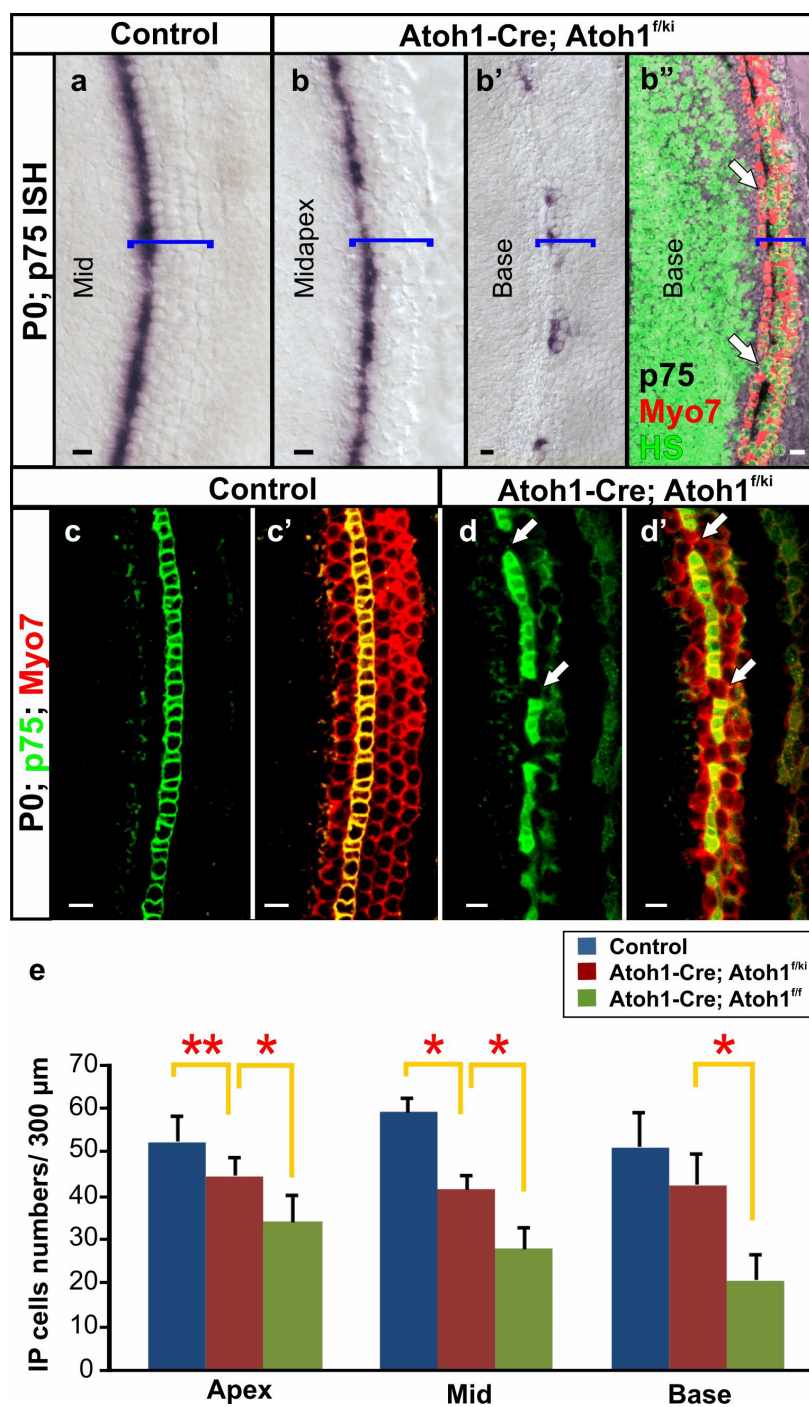 Control
Atoh1-Cre; Atoh1f/ki
P0; p75 ISH
a
Mid
b
Midapex
b'
Base
b"
Base
p75
Myo7
HS
Control
Atoh1-Cre; Atoh1f/ki
P0; p75; Myo7
c
c'
d
d'
e
Control
Atoh1-Cre; Atoh1f/ki
Atoh1-Cre; Atoh1f/f
IP cells numbers/ 300 µm
70
60
50
40
30
20
10
0
** * * * *
Apex Mid Base